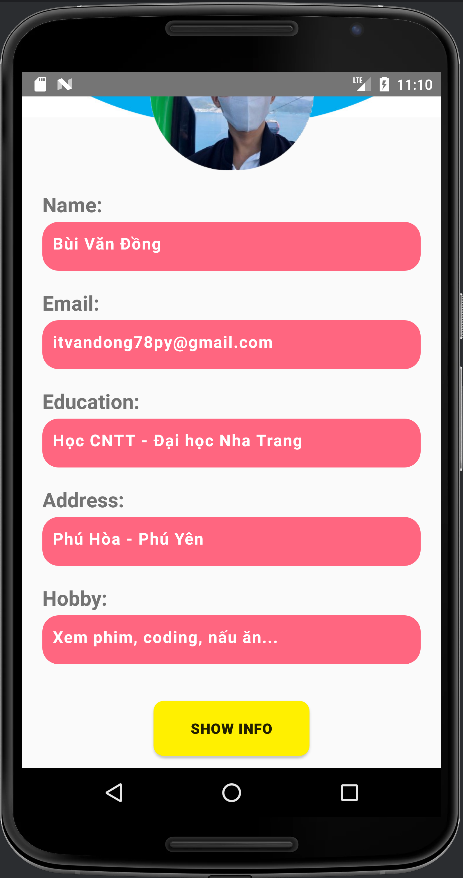 LTE 11:10
Name:
Bùi Văn Đồng
Email:
itvandong78py@gmail.com
Education:
Học CNTT - Đại học Nha Trang
Address:
Phú Hòa - Phú Yên
Hobby:
Xem phim, coding, nấu ăn...
SHOW INFO